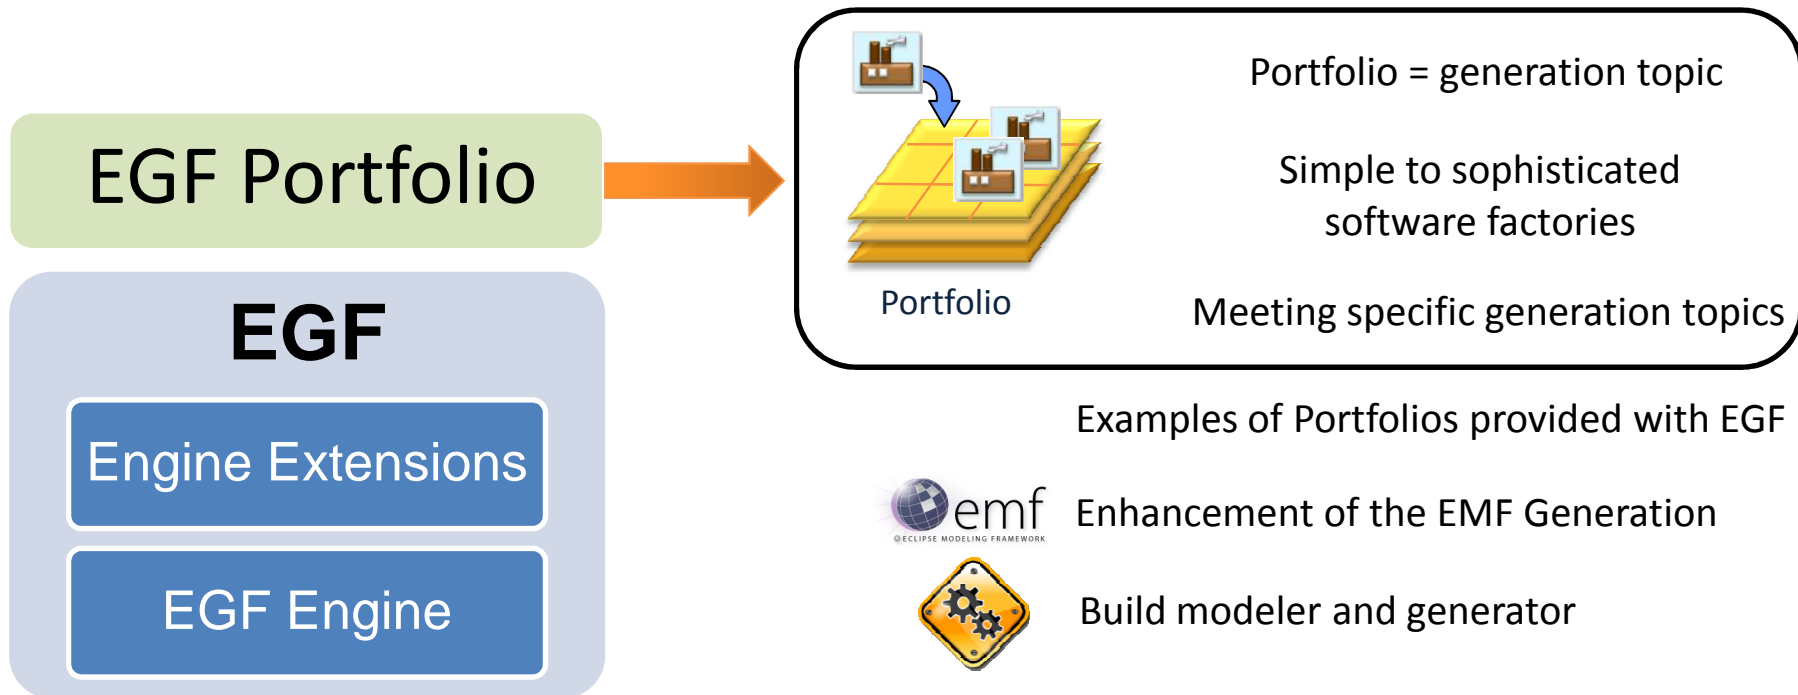 EGF Portfolio
EGF
Engine Extensions
EGF Engine
Portfolio
Portfolio = generation topic
Simple to sophisticated
software factories
Meeting specific generation topics
Examples of Portfolios provided with EGF
emf
ECLIPSE MODELING FRAMEWORK
Enhancement of the EMF Generation
Build modeler and generator